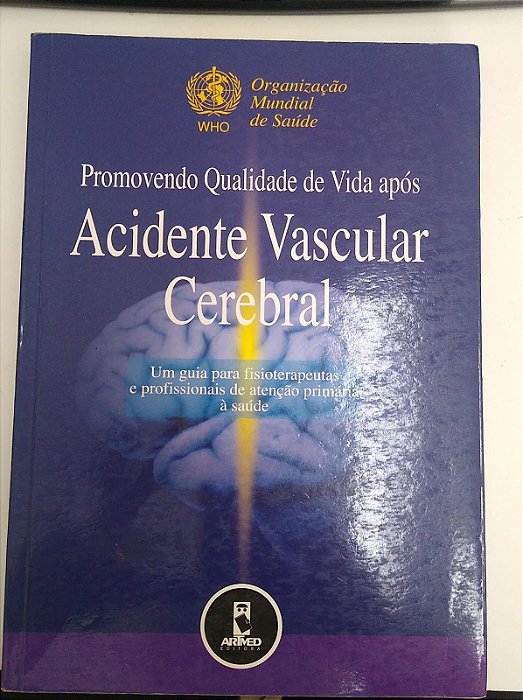 Organização
Mundial
de Saúde
WHO
Promovendo Qualidade de Vida após
Acidente Vascular
Cerebral
Um guia para fisioterapeutas
e profissionais de atenção primária
à saúde
ARTMED
EDITORA